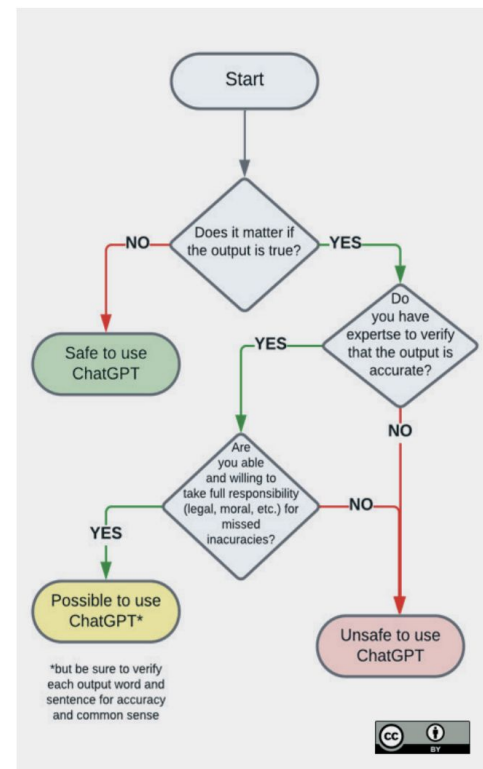 Start
Does it matter if
the output is true?
NO
YES
Safe to use
ChatGPT
Do
you have
expertse to verify
that the output is
accurate?
YES
NO
Are
you able
and willing to
take full responsibility
(legal, moral, etc.) for
missed
inacuracies?
YES
NO
Possible to use
ChatGPT*
Unsafe to use
ChatGPT
*but be sure to verify
each output word and
sentence for accuracy
and common sense
cc
BY